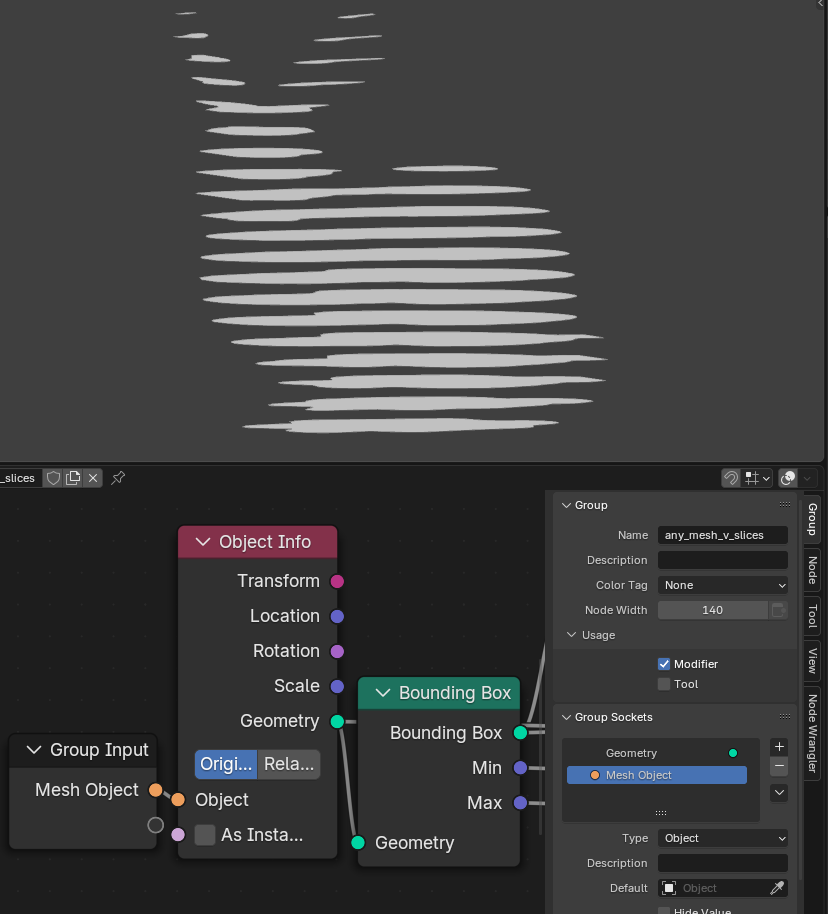 _slices
Object Info
Transform
Location
Rotation
Scale
Geometry
Origi... Rela...
Object
As Insta...
Group Input
Mesh Object
Bounding Box
Bounding Box
Min
Max
Geometry
Group
Name any_mesh_v_slices
Description
Color Tag None
Node Width 140
Usage
Modifier
Tool
Group Sockets
Geometry
Mesh Object
Type Object
Description
Default Object
Hide Value
Group
Node
Tool
View
Node Wrangler